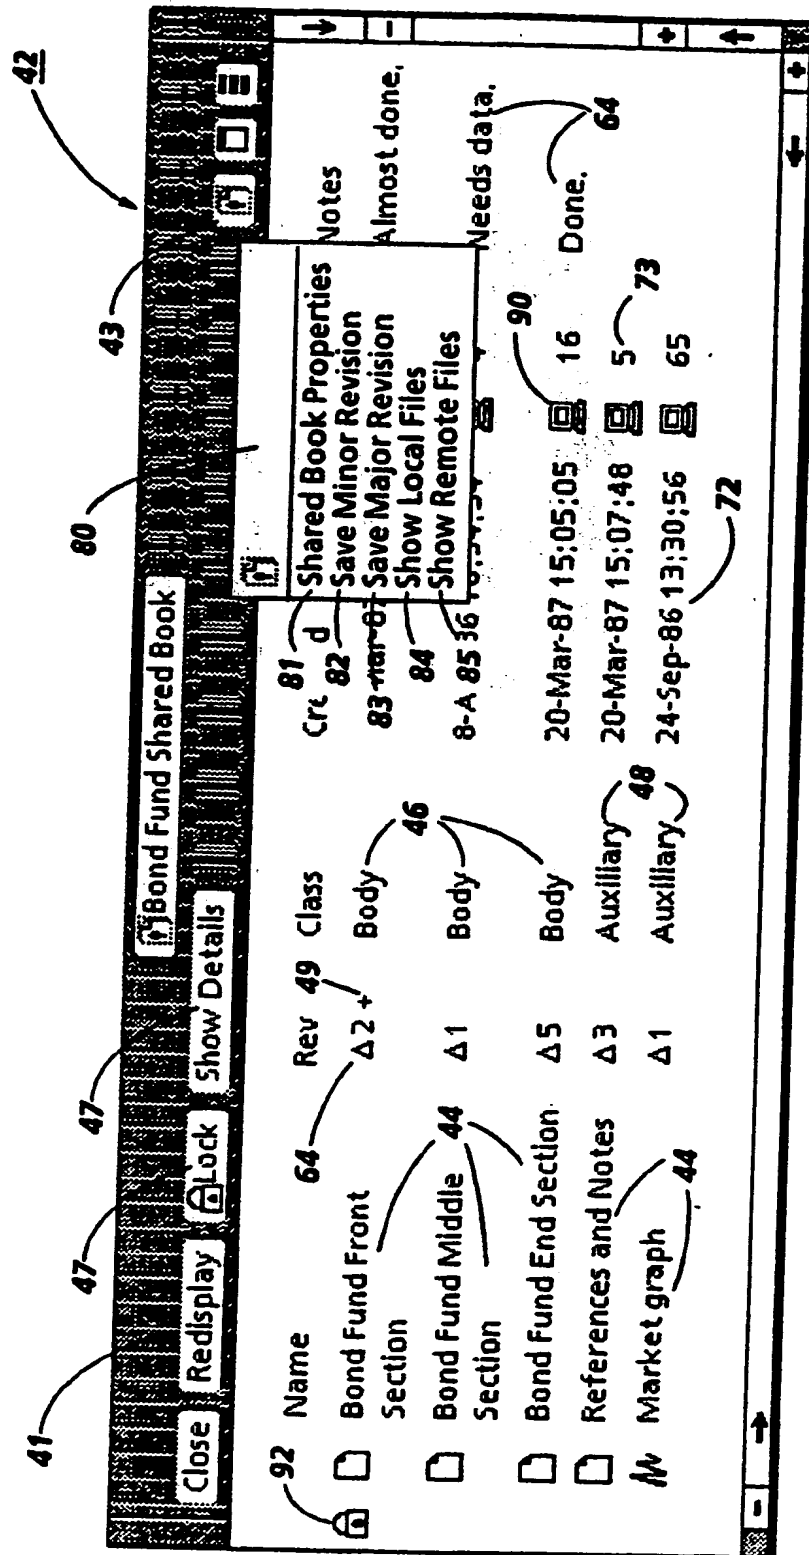 42
41
47
47
80
43
Bond Fund Shared Book
Close
Redisplay
Lock
Show Details
92
Name
Rev
Class
Notes
64
49
81
Shared Book Properties
82
Save Minor Revision
83
Save Major Revision
84
Show Local Files
85
Show Remote Files
Bond Fund Front
Section
Δ2 +
Body
Almost done.
44
46
Bond Fund Middle
Section
Δ1
Body
8-A
Needs data.
90
64
Bond Fund End Section
Δ5
Body
20-Mar-87 15:05:05
16
Done.
References and Notes
Δ3
Auxiliary
20-Mar-87 15:07:48
5
73
48
Market graph
Δ1
Auxiliary
24-Sep-86 13:30:56
65
44
72